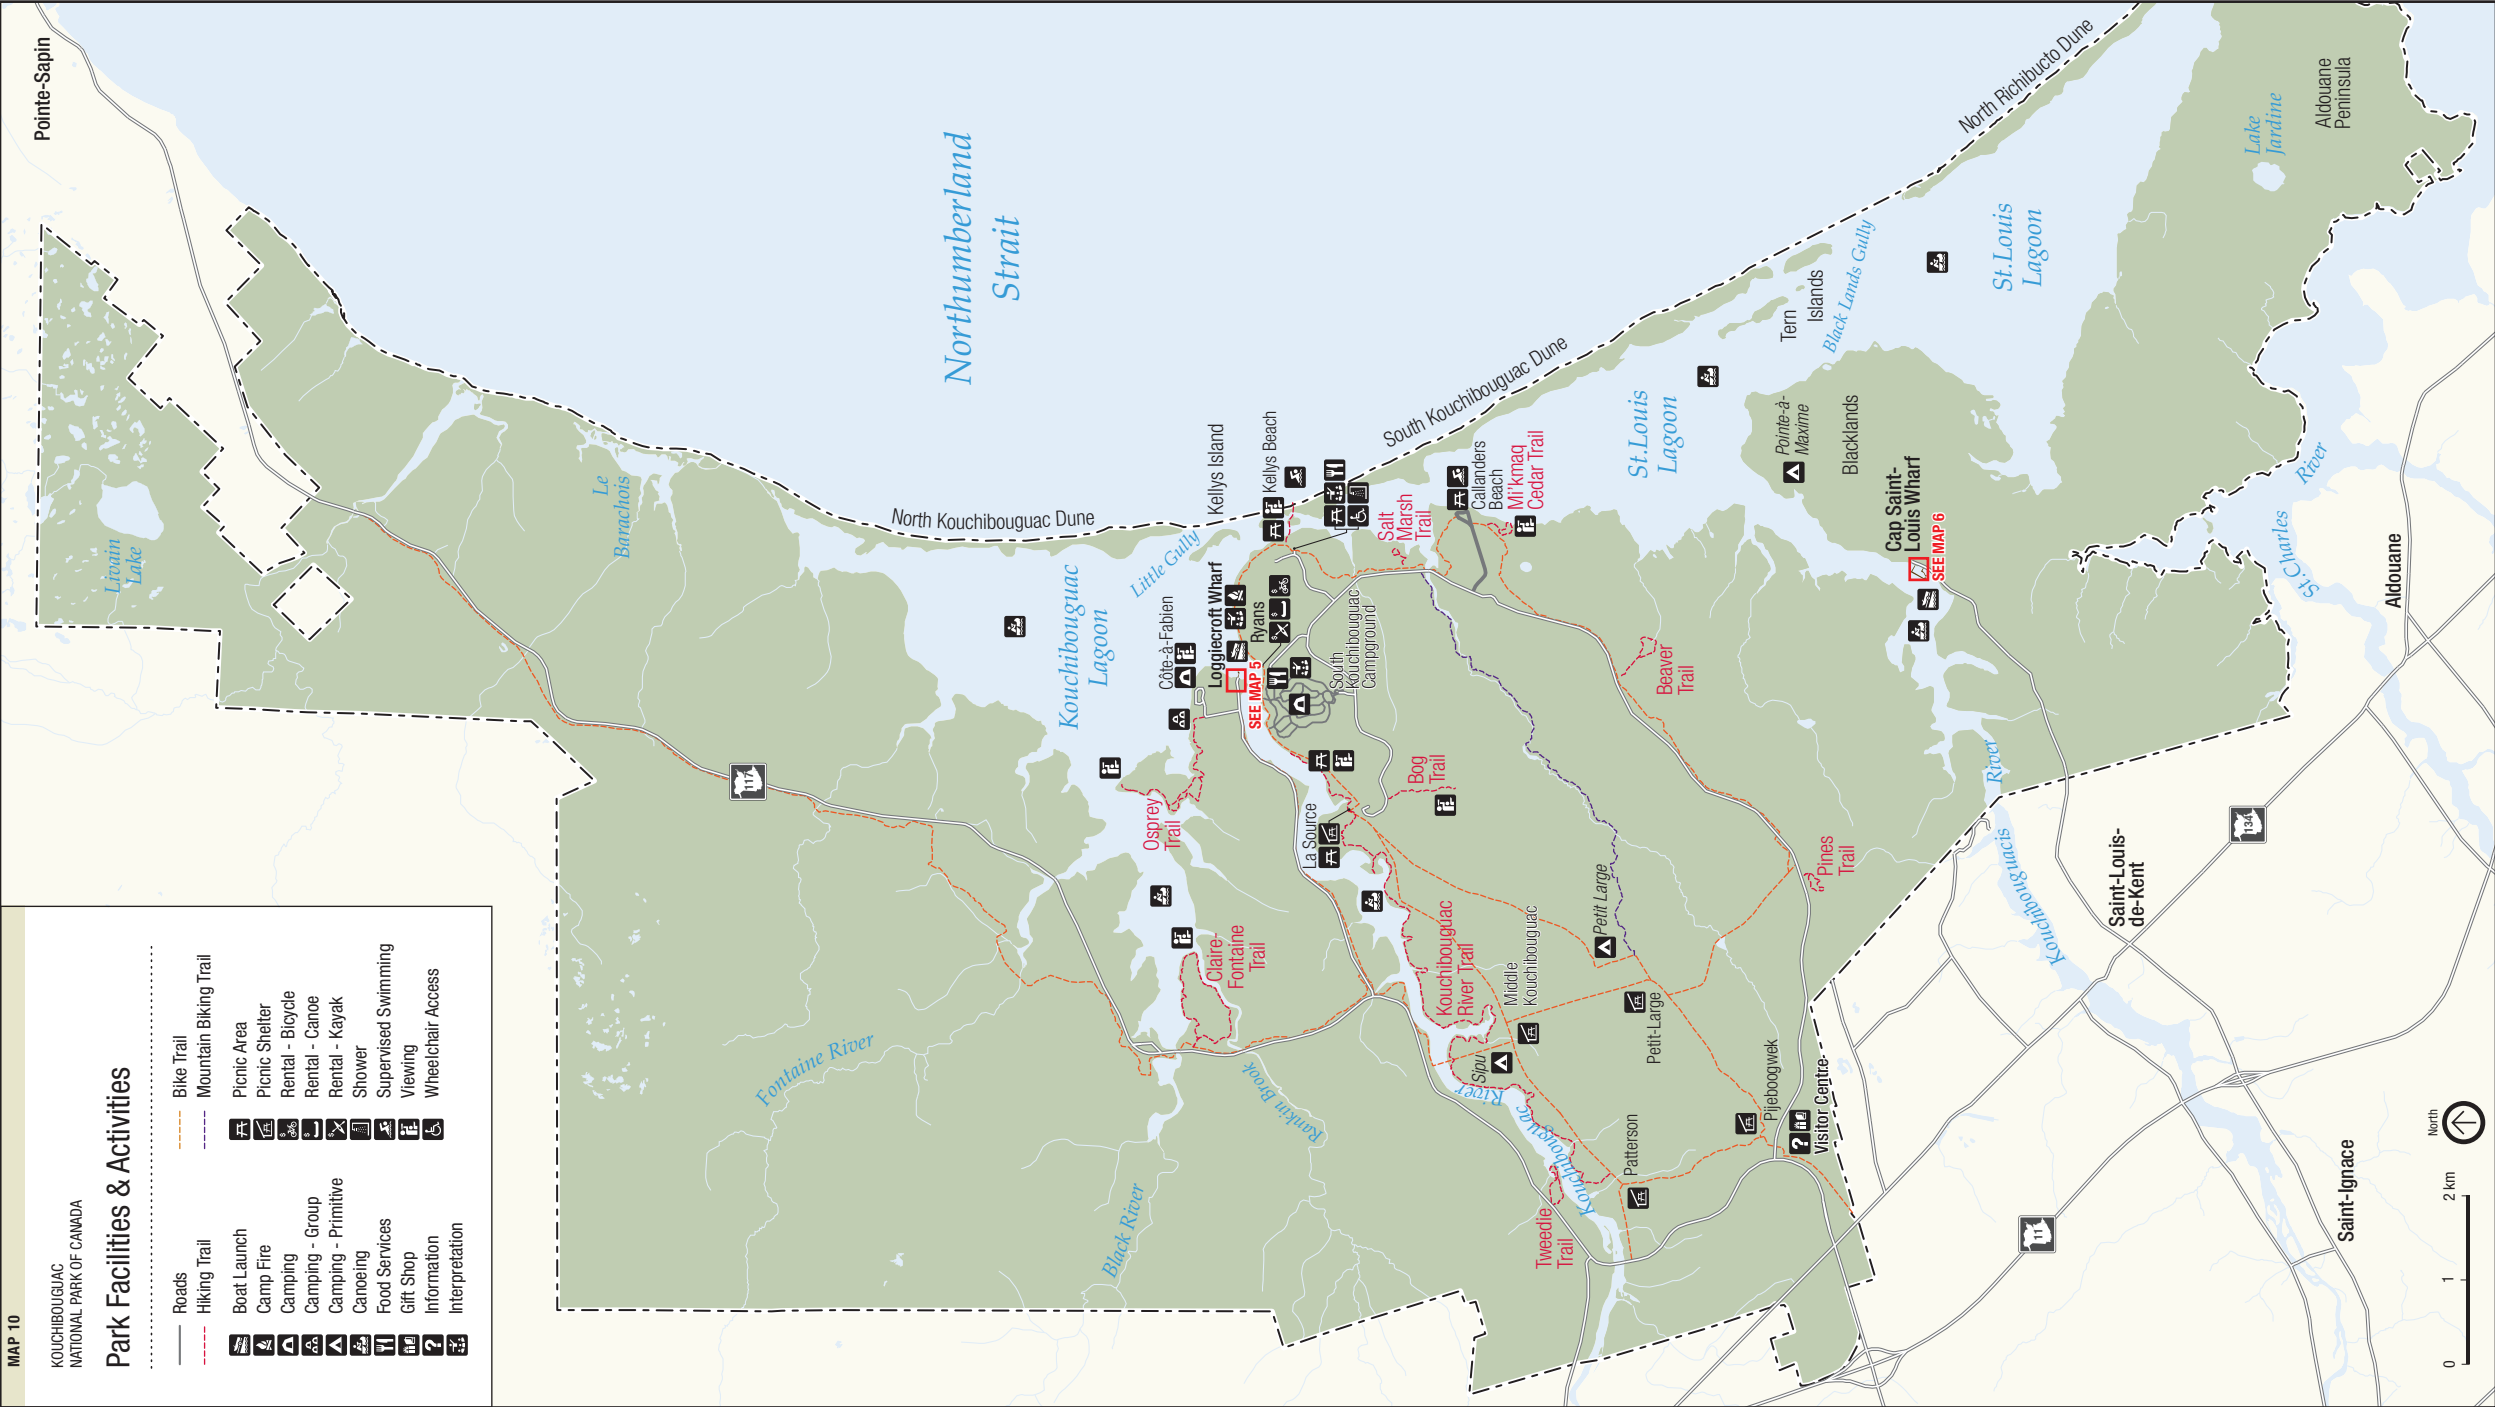 MAP 10
KOUCHIBOUGUAC
NATIONAL PARK OF CANADA
Park Facilities & Activities
Roads
Hiking Trail
Bike Trail
Mountain Biking Trail
Boat Launch
Camp Fire
Camping
Camping - Group
Camping - Primitive
Canoeing
Food Services
Gift Shop
Information
Interpretation
Picnic Area
Picnic Shelter
Rental - Bicycle
Rental - Canoe
Rental - Kayak
Shower
Supervised Swimming
Viewing
Wheelchair Access
Pointe-Sapin
Livain
Lake
Le
Barachois
117
Northumberland
Strait
North Kouchibouguac Dune
Kouchibouguac
Lagoon
Little Gully
Kellys Island
Kellys Beach
Côte-à-Fabien
Loggiecroft Wharf
SEE MAP 5
Ryans
South
Kouchibouguac
Campground
South Kouchibouguac Dune
Salt
Marsh
Trail
Callanders
Beach
Mi'kmaq
Cedar Trail
Osprey
Trail
Claire-
Fontaine
Trail
La Source
Bog
Trail
Beaver
Trail
Pines
Trail
Kouchibouguac
River Trail
Middle
Kouchibouguac
Petit Large
Petit-Large
Sipu
Kouchibouguac River
Patterson
Pijeboogwek
Visitor Centre
Tweedie
Trail
Fontaine River
Black River
Rankin Brook
St.Louis
Lagoon
Tern
Islands
Black Lands Gully
Pointe-à-
Maxime
Blacklands
Cap Saint-
Louis Wharf
SEE MAP 6
St.Louis
Lagoon
North Richibucto Dune
Lake
Jardine
Aldouane
Peninsula
St.Charles
River
Aldouane
Kouchibouguacis River
Saint-Louis-
de-Kent
134
11
Saint-Ignace
North
0 1 2 km